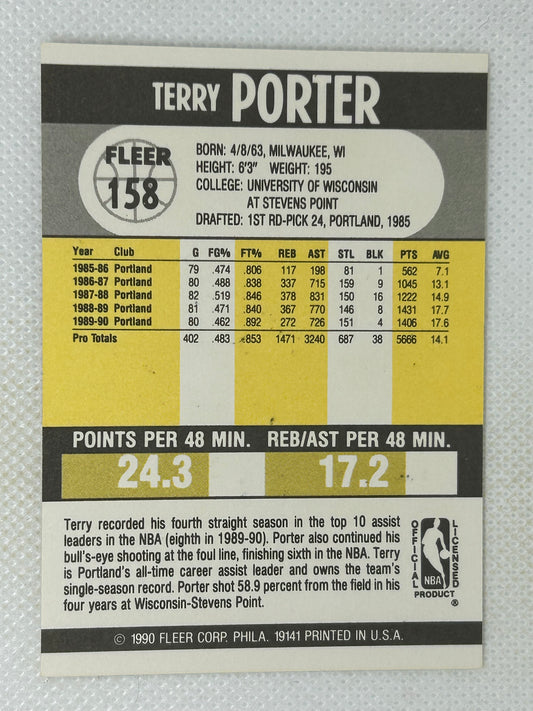 TERRY PORTER
FLEER
158
BORN: 4/8/63, MILWAUKEE, WI
HEIGHT: 6'3" WEIGHT: 195
COLLEGE: UNIVERSITY OF WISCONSIN
AT STEVENS POINT
DRAFTED: 1ST RD-PICK 24, PORTLAND, 1985
Year Club G FG% FT% REB AST STL BLK PTS AVG
1985-86 Portland 79 .474 .806 117 198 81 1 562 7.1
1986-87 Portland 80 .488 .838 337 715 159 9 1045 13.1
1987-88 Portland 82 .519 .846 378 831 150 16 1222 14.9
1988-89 Portland 81 .471 .840 367 770 146 8 1431 17.7
1989-90 Portland 80 .462 .892 272 726 151 4 1406 17.6
Pro Totals 402 .483 .853 1471 3240 687 38 5666 14.1
POINTS PER 48 MIN. REB/AST PER 48 MIN.
24.3 17.2
Terry recorded his fourth straight season in the top 10 assist
leaders in the NBA (eighth in 1989-90). Porter also continued his
bull's-eye shooting at the foul line, finishing sixth in the NBA. Terry
is Portland's all-time career assist leader and owns the team's
single-season record. Porter shot 58.9 percent from the field in his
four years at Wisconsin-Stevens Point.
OFFICIAL
LICENSED
NBA
PRODUCT ®
© 1990 FLEER CORP. PHILA. 19141 PRINTED IN U.S.A.